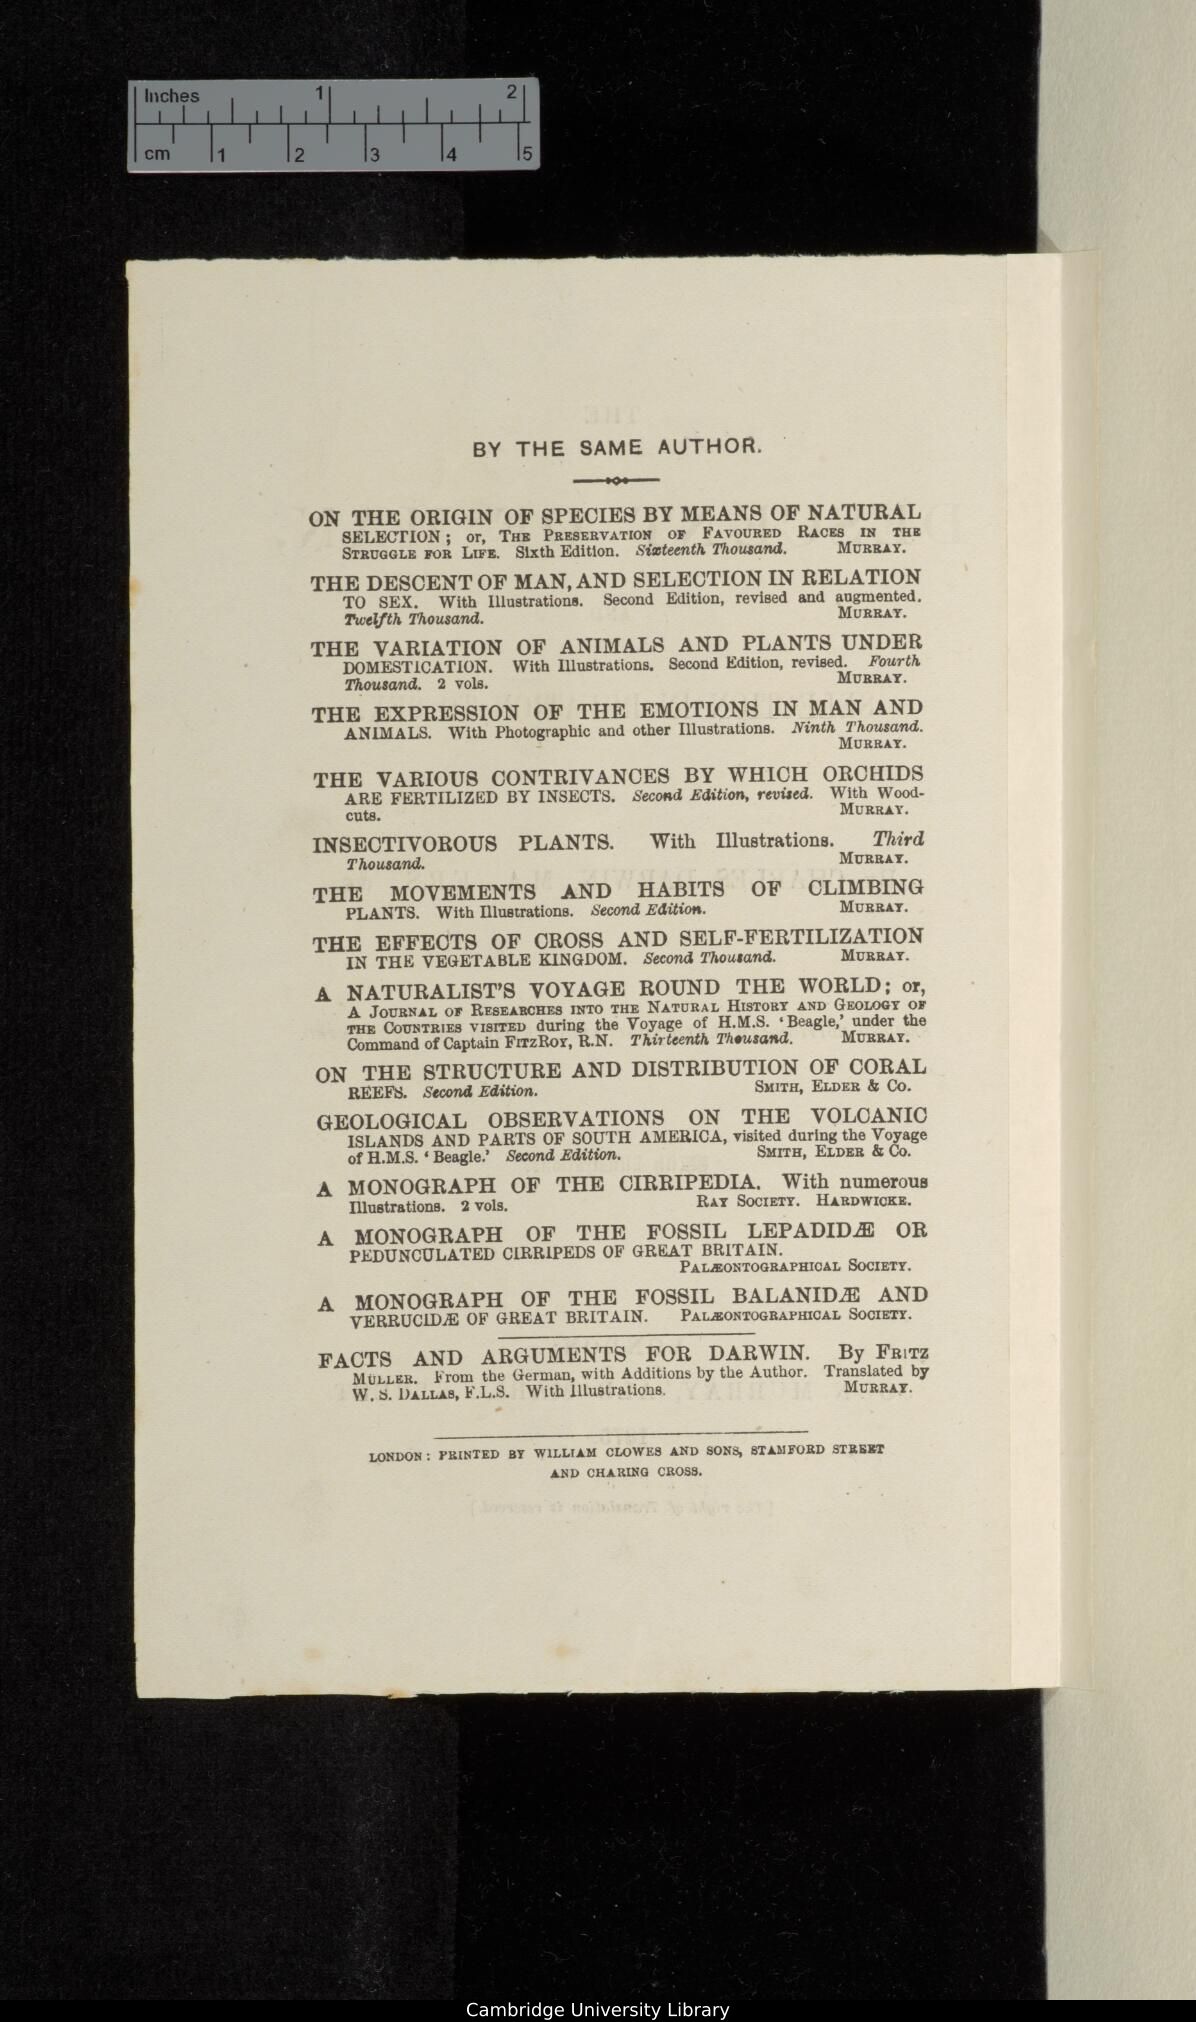 Inches 1 2
cm 1 2 3 4 5
BY THE SAME AUTHOR.
ON THE ORIGIN OF SPECIES BY MEANS OF NATURAL
SELECTION; or, THE PRESERVATION OF FAVOURED RACES IN THE
STRUGGLE FOR LIFE. Sixth Edition. Sixteenth Thousand. MURRAY.
THE DESCENT OF MAN, AND SELECTION IN RELATION
TO SEX. With Illustrations. Second Edition, revised and augmented.
Twelfth Thousand. MURRAY.
THE VARIATION OF ANIMALS AND PLANTS UNDER
DOMESTICATION. With Illustrations. Second Edition, revised. Fourth
Thousand. 2 vols. MURRAY.
THE EXPRESSION OF THE EMOTIONS IN MAN AND
ANIMALS. With Photographic and other Illustrations. Ninth Thousand.
MURRAY.
THE VARIOUS CONTRIVANCES BY WHICH ORCHIDS
ARE FERTILIZED BY INSECTS. Second Edition, revised. With Wood-
cuts. MURRAY.
INSECTIVOROUS PLANTS. With Illustrations. Third
Thousand. MURRAY.
THE MOVEMENTS AND HABITS OF CLIMBING
PLANTS. With Illustrations. Second Edition. MURRAY.
THE EFFECTS OF CROSS AND SELF-FERTILIZATION
IN THE VEGETABLE KINGDOM. Second Thousand. MURRAY.
A NATURALIST'S VOYAGE ROUND THE WORLD; or,
A JOURNAL OF RESEARCHES INTO THE NATURAL HISTORY AND GEOLOGY OF
THE COUNTRIES VISITED during the Voyage of H.M.S. ‘Beagle,’ under the
Command of Captain FITZROY, R.N. Thirteenth Thousand. MURRAY.
ON THE STRUCTURE AND DISTRIBUTION OF CORAL
REEFS. Second Edition. SMITH, ELDER & Co.
GEOLOGICAL OBSERVATIONS ON THE VOLCANIC
ISLANDS AND PARTS OF SOUTH AMERICA, visited during the Voyage
of H.M.S. ‘Beagle.’ Second Edition. SMITH, ELDER & Co.
A MONOGRAPH OF THE CIRRIPEDIA. With numerous
Illustrations. 2 vols. RAY SOCIETY. HARDWICKE.
A MONOGRAPH OF THE FOSSIL LEPADIDÆ OR
PEDUNCULATED CIRRIPEDS OF GREAT BRITAIN.
PALÆONTOGRAPHICAL SOCIETY.
A MONOGRAPH OF THE FOSSIL BALANIDÆ AND
VERRUCIDÆ OF GREAT BRITAIN. PALÆONTOGRAPHICAL SOCIETY.
FACTS AND ARGUMENTS FOR DARWIN. By FRITZ
MÜLLER. From the German, with Additions by the Author. Translated by
W. S. DALLAS, F.L.S. With Illustrations. MURRAY.
LONDON: PRINTED BY WILLIAM CLOWES AND SONS, STAMFORD STREET
AND CHARING CROSS.
Cambridge University Library